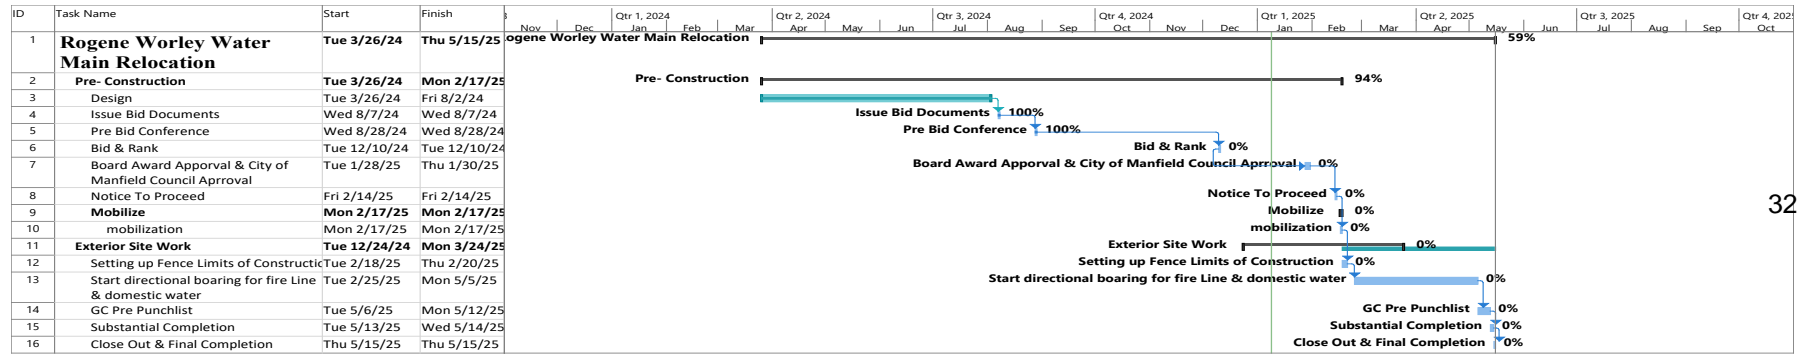 ID Task Name Start Finish Qtr 1, 2024 Qtr 2, 2024 Qtr 3, 2024 Qtr 4, 2024 Qtr 1, 2025 Qtr 2, 2025 Qtr 3, 2025 Qtr 4, 202
Nov Dec Jan Feb Mar Apr May Jun Jul Aug Sep Oct Nov Dec Jan Feb Mar Apr May Jun Jul Aug Sep Oct
1 Rogene Worley Water Tue 3/26/24 Thu 5/15/25 ogene Worley Water Main Relocation 59%
Main Relocation
2 Pre- Construction Tue 3/26/24 Mon 2/17/25 Pre- Construction 94%
3 Design Tue 3/26/24 Fri 8/2/24
4 Issue Bid Documents Wed 8/7/24 Wed 8/7/24 Issue Bid Documents 100%
5 Pre Bid Conference Wed 8/28/24 Wed 8/28/24 Pre Bid Conference 100%
6 Bid & Rank Tue 12/10/24 Tue 12/10/24 Bid & Rank 0%
7 Board Award Apporval & City of Tue 1/28/25 Thu 1/30/25 Board Award Apporval & City of Manfield Council Aprroval 0%
Manfield Council Aprroval
8 Notice To Proceed Fri 2/14/25 Fri 2/14/25 Notice To Proceed 0%
9 Mobilize Mon 2/17/25 Mon 2/17/25 Mobilize 0%
32
10 mobilization Mon 2/17/25 Mon 2/17/25 mobilization 0%
11 Exterior Site Work Tue 12/24/24 Mon 3/24/25 Exterior Site Work 0%
12 Setting up Fence Limits of Constructic Tue 2/18/25 Thu 2/20/25 Setting up Fence Limits of Construction 0%
13 Start directional boaring for fire Line Tue 2/25/25 Mon 5/5/25 Start directional boaring for fire Line & domestic water 0%
& domestic water
14 GC Pre Punchlist Tue 5/6/25 Mon 5/12/25 GC Pre Punchlist 0%
15 Substantial Completion Tue 5/13/25 Wed 5/14/25 Substantial Completion 0%
16 Close Out & Final Completion Thu 5/15/25 Thu 5/15/25 Close Out & Final Completion 0%